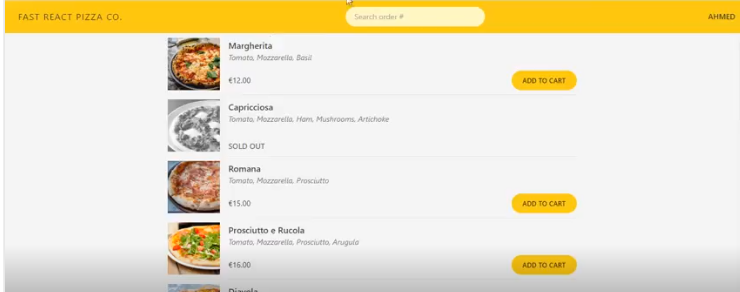 FAST REACT PIZZA CO.
Search order #
AHMED
Margherita
Tomato, Mozzarella, Basil
€12.00
ADD TO CART
Capricciosa
Tomato, Mozzarella, Ham, Mushrooms, Artichoke
SOLD OUT
Romana
Tomato, Mozzarella, Prosciutto
€15.00
ADD TO CART
Prosciutto e Rucola
Tomato, Mozzarella, Prosciutto, Arugula
€16.00
ADD TO CART